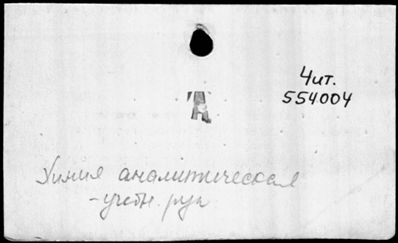 Чит.
554004
А
Химия аналитическая
- учебн. рук